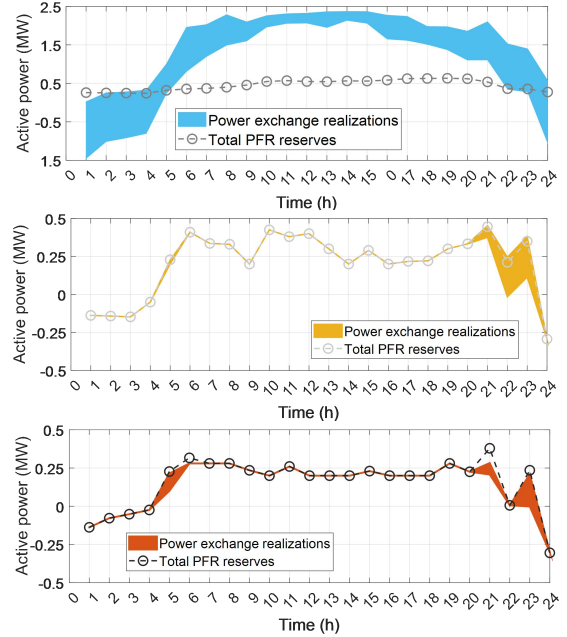 Active power (MW)
2.5
1.5
0.5
-0.5
1.5
Power exchange realizations
Total PFR reserves
0 1 2 3 4 5 6 7 8 9 10 11 12 13 14 15 0 17 18 19 20 21 22 23 24
Time (h)
Active power (MW)
0.5
0.25
0
-0.25
-0.5
Power exchange realizations
Total PFR reserves
0 1 2 3 4 5 6 7 8 9 10 11 12 13 14 15 16 17 18 19 20 21 22 23 24
Time (h)
Active power (MW)
0.5
0.25
0
-0.25
-0.5
Power exchange realizations
Total PFR reserves
0 1 2 3 4 5 6 7 8 9 10 11 12 13 14 15 16 17 18 19 20 21 22 23 24
Time (h)